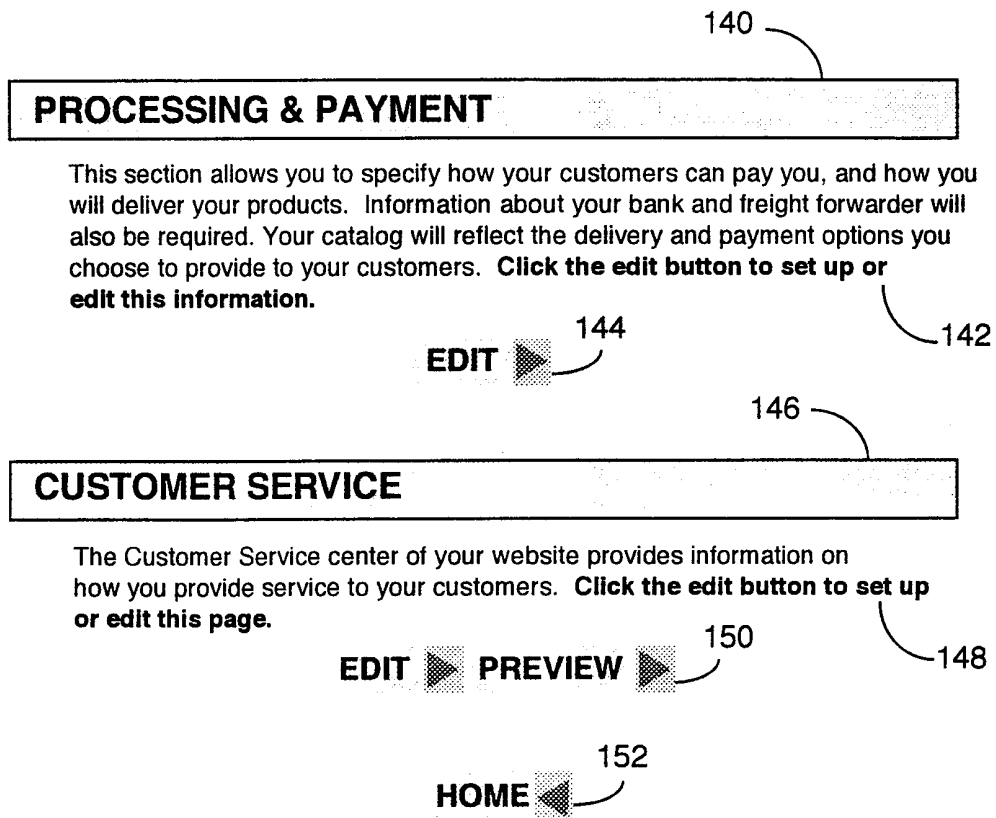 140
PROCESSING & PAYMENT
This section allows you to specify how your customers can pay you, and how you
will deliver your products. Information about your bank and freight forwarder will
also be required. Your catalog will reflect the delivery and payment options you
choose to provide to your customers. Click the edit button to set up or
edit this information.
142
144
EDIT
146
CUSTOMER SERVICE
The Customer Service center of your website provides information on
how you provide service to your customers. Click the edit button to set up
or edit this page.
148
150
EDIT PREVIEW
152
HOME